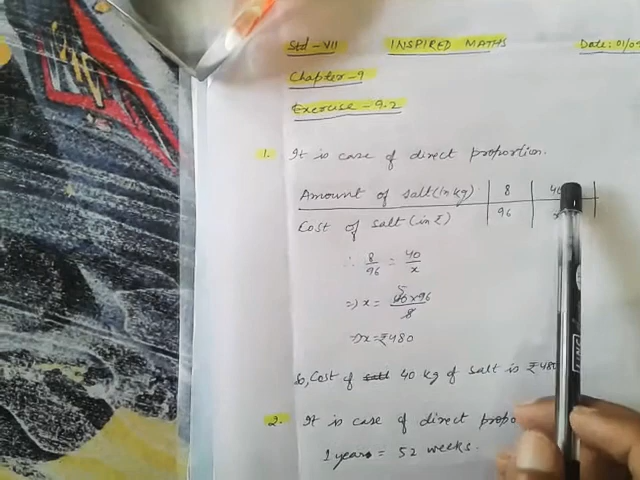 Std-VII INSPIRED MATHS Date: 01/0
Chapter-9
Exercise-9.2
1. It is case of direct proportion.
Amount of salt (in kg) 8 40
Cost of salt (in ₹) 96 x
∴ 8/96 = 40/x
=> x = 40x96/8
=> x = ₹480
So, Cost of 40 kg of salt is ₹480
2. It is case of direct propo
1 year = 52 weeks.